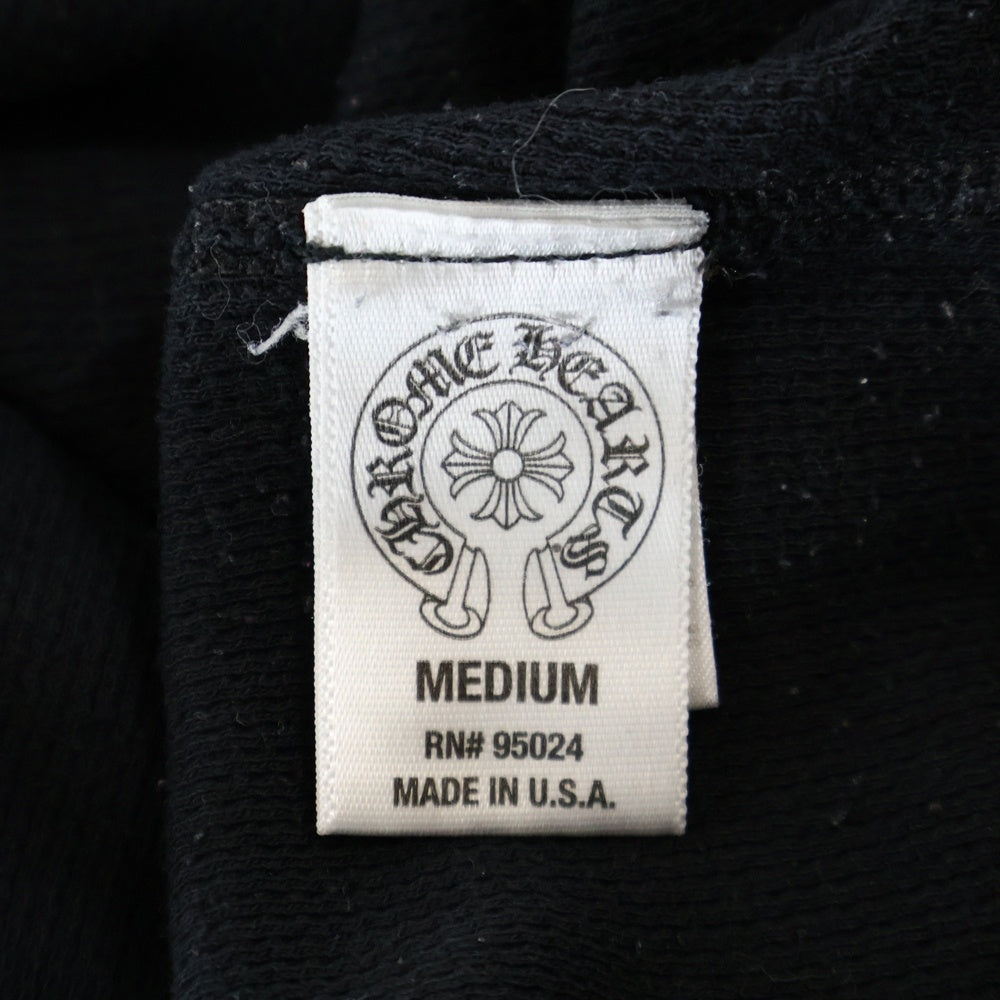 CHROME HEARTS
MEDIUM
RN# 95024
MADE IN U.S.A.